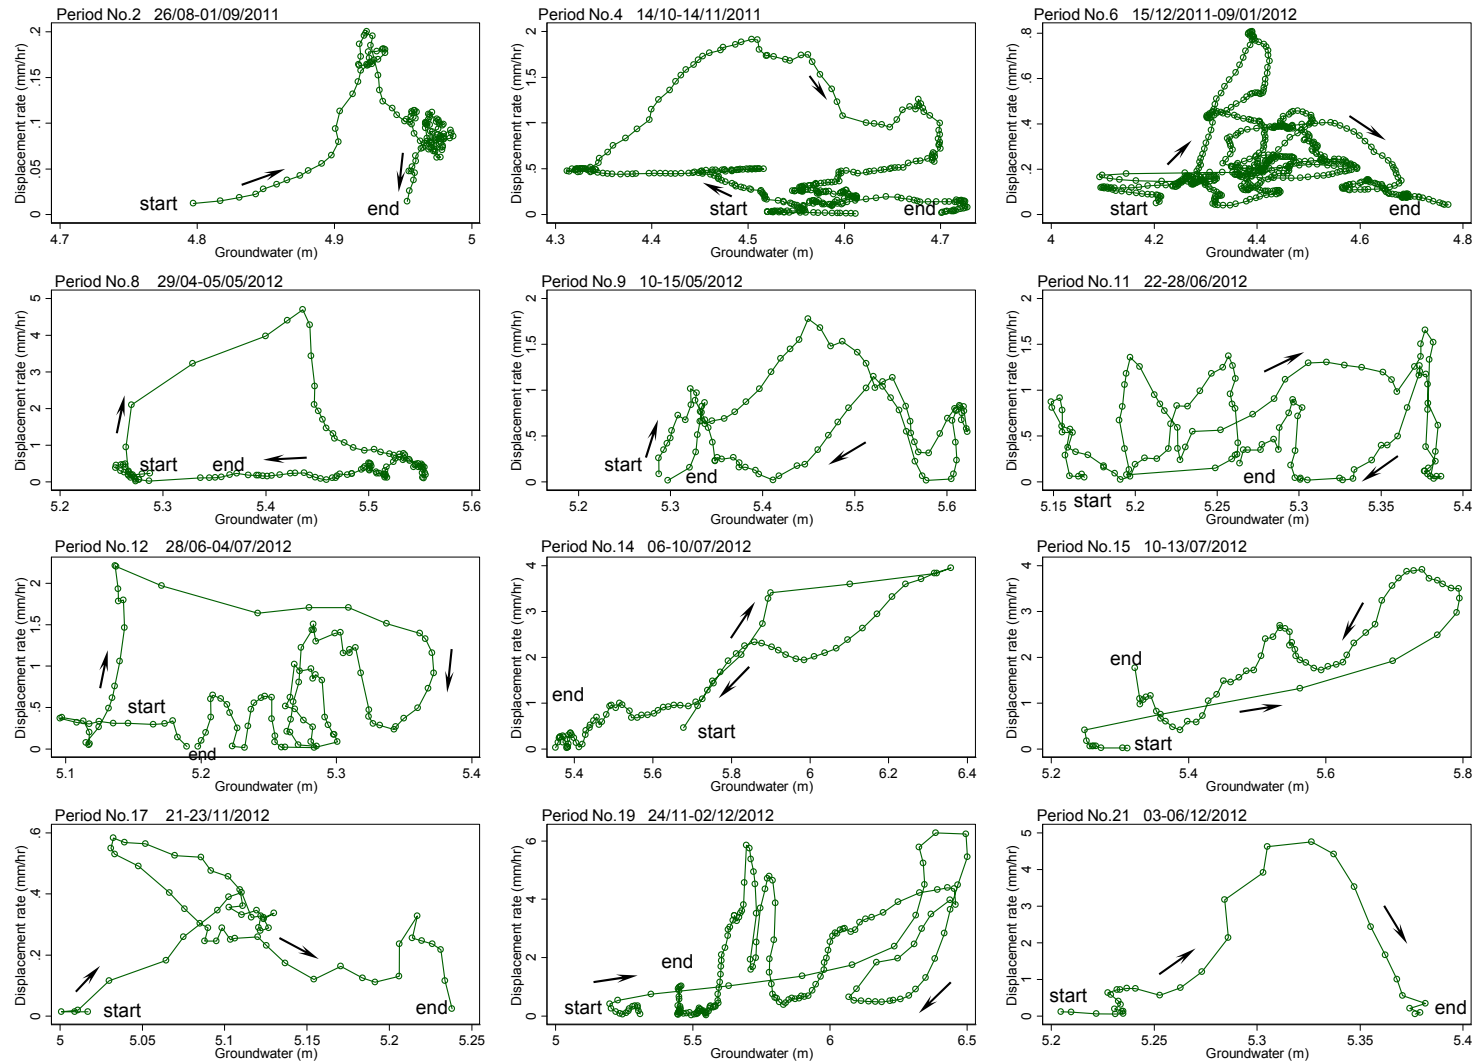 Period No.2 26/08-01/09/2011
Displacement rate (mm/hr)
.2
.15
.1
.05
0
start
end
4.7 4.8 4.9 5
Groundwater (m)
Period No.4 14/10-14/11/2011
Displacement rate (mm/hr)
2
1.5
1
.5
0
start
end
4.3 4.4 4.5 4.6 4.7
Groundwater (m)
Period No.6 15/12/2011-09/01/2012
Displacement rate (mm/hr)
.8
.6
.4
.2
0
start
end
4 4.2 4.4 4.6 4.8
Groundwater (m)
Period No.8 29/04-05/05/2012
Displacement rate (mm/hr)
5
4
3
2
1
0
start
end
5.2 5.3 5.4 5.5 5.6
Groundwater (m)
Period No.9 10-15/05/2012
Displacement rate (mm/hr)
2
1.5
1
.5
0
start
end
5.2 5.3 5.4 5.5 5.6
Groundwater (m)
Period No.11 22-28/06/2012
Displacement rate (mm/hr)
2
1.5
1
.5
0
start
end
5.15 5.2 5.25 5.3 5.35 5.4
Groundwater (m)
Period No.12 28/06-04/07/2012
Displacement rate (mm/hr)
2
1.5
1
.5
0
start
end
5.1 5.2 5.3 5.4
Groundwater (m)
Period No.14 06-10/07/2012
Displacement rate (mm/hr)
4
3
2
1
0
end
start
5.4 5.6 5.8 6 6.2 6.4
Groundwater (m)
Period No.15 10-13/07/2012
Displacement rate (mm/hr)
4
3
2
1
0
end
start
5.2 5.4 5.6 5.8
Groundwater (m)
Period No.17 21-23/11/2012
Displacement rate (mm/hr)
.6
.4
.2
0
start
end
5 5.05 5.1 5.15 5.2 5.25
Groundwater (m)
Period No.19 24/11-02/12/2012
Displacement rate (mm/hr)
6
4
2
0
end
start
5 5.5 6 6.5
Groundwater (m)
Period No.21 03-06/12/2012
Displacement rate (mm/hr)
5
4
3
2
1
0
start
end
5.2 5.25 5.3 5.35 5.4
Groundwater (m)